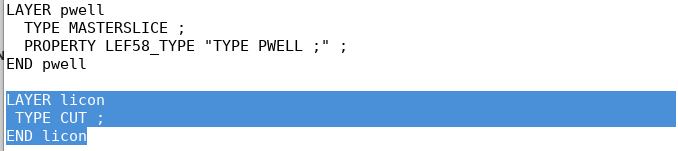 LAYER pwell
  TYPE MASTERSLICE ;
  PROPERTY LEF58_TYPE "TYPE PWELL ;" ;
END pwell

LAYER licon
 TYPE CUT ;
END licon